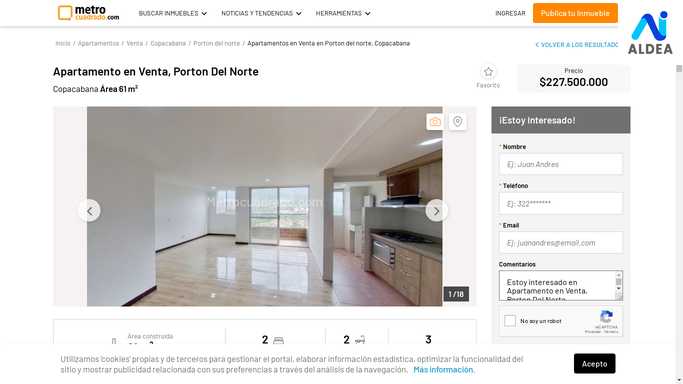 metro
cuadrado.com
BUSCAR INMUEBLES
NOTICIAS Y TENDENCIAS
HERRAMIENTAS
INGRESAR
Publica tu Inmueble
ALDEA
Inicio / Apartamentos / Venta / Copacabana / Porton del norte / Apartamentos en Venta en Porton del norte, Copacabana
VOLVER A LOS RESULTADO
Apartamento en Venta, Porton Del Norte
Copacabana Área 61 m²
Favorito
Precio
$227.500.000
Metrocuadrado.com
1 /18
¡Estoy Interesado!
* Nombre
Ej: Juan Andres
* Teléfono
Ej: 322*******
* Email
Ej: juanandres@email.com
Comentarios
Estoy interesado en
Apartamento en Venta,
Porton Del Norte
No soy un robot
reCAPTCHA
Privacidad - Términos
Área construida
2
2
3
Utilizamos 'cookies' propias y de terceros para gestionar el portal, elaborar información estadística, optimizar la funcionalidad del
sitio y mostrar publicidad relacionada con sus preferencias a través del análisis de la navegación. Más información.
Acepto